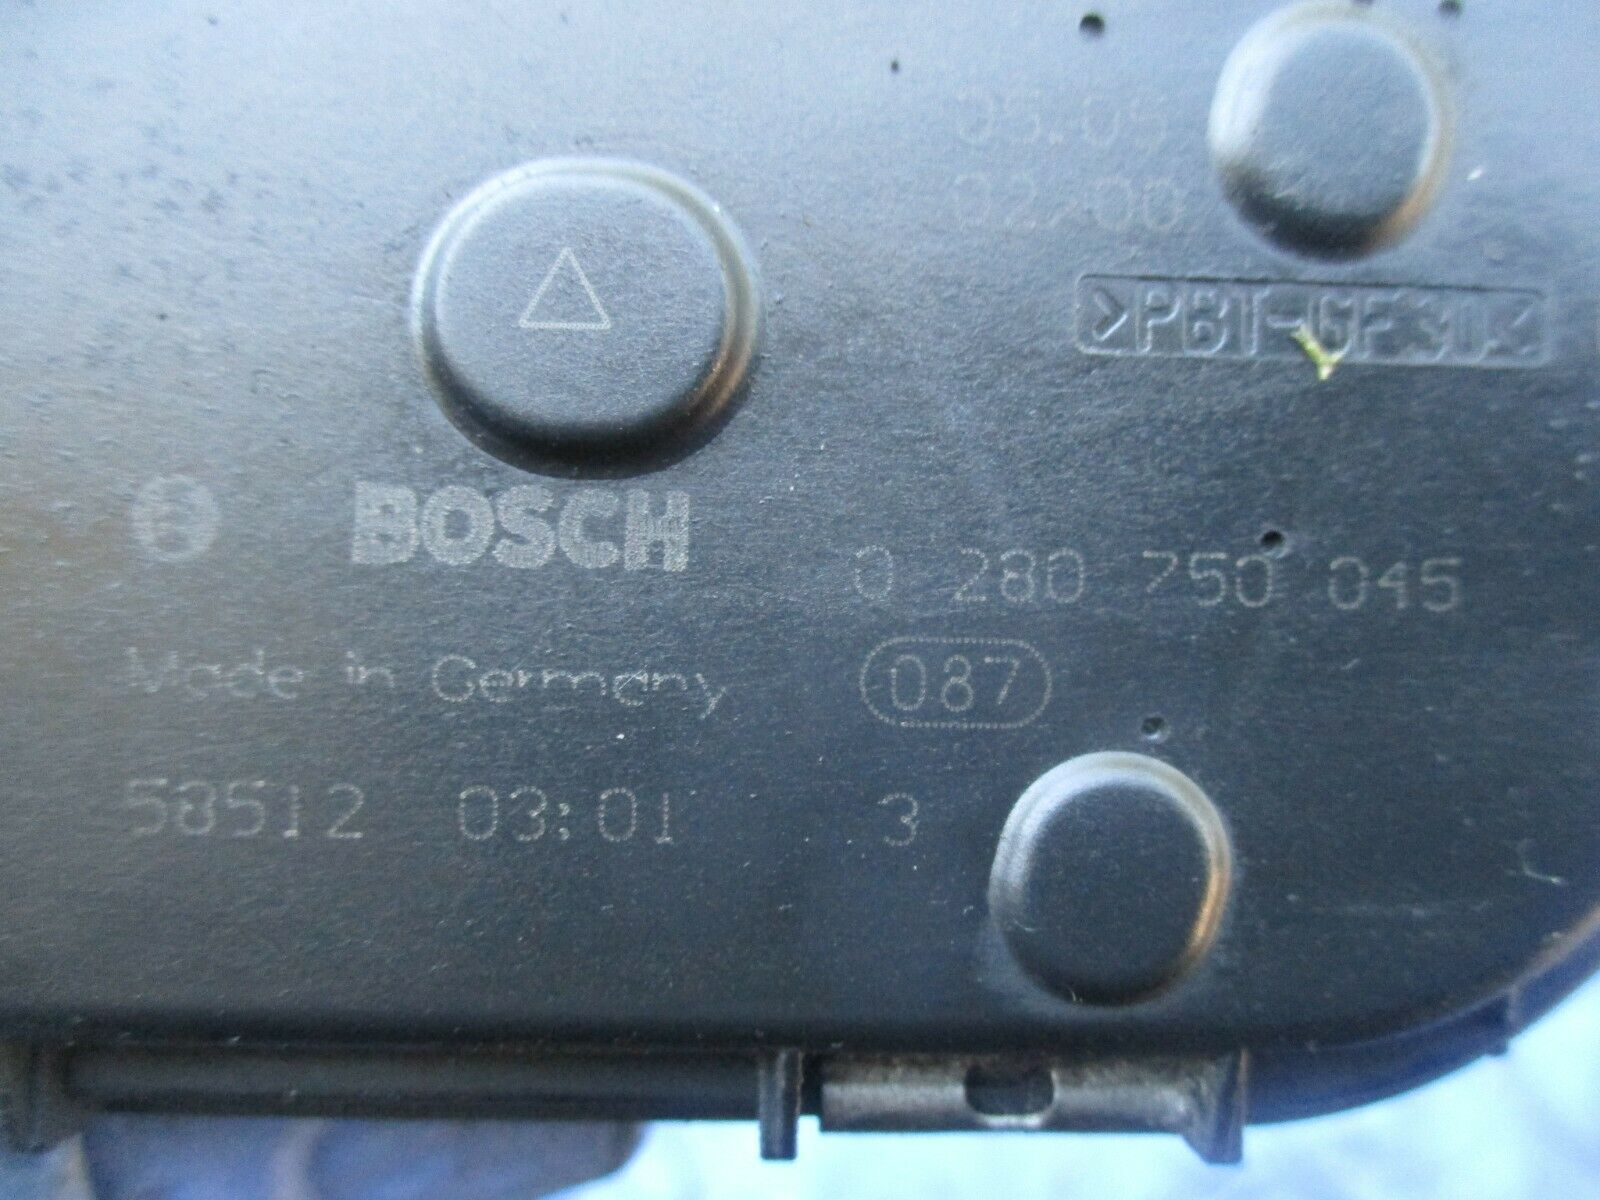 05.05
02:00
>PBT-GF30<
BOSCH
0 280 750 045
Made in Germany
087
58512 03:01 3